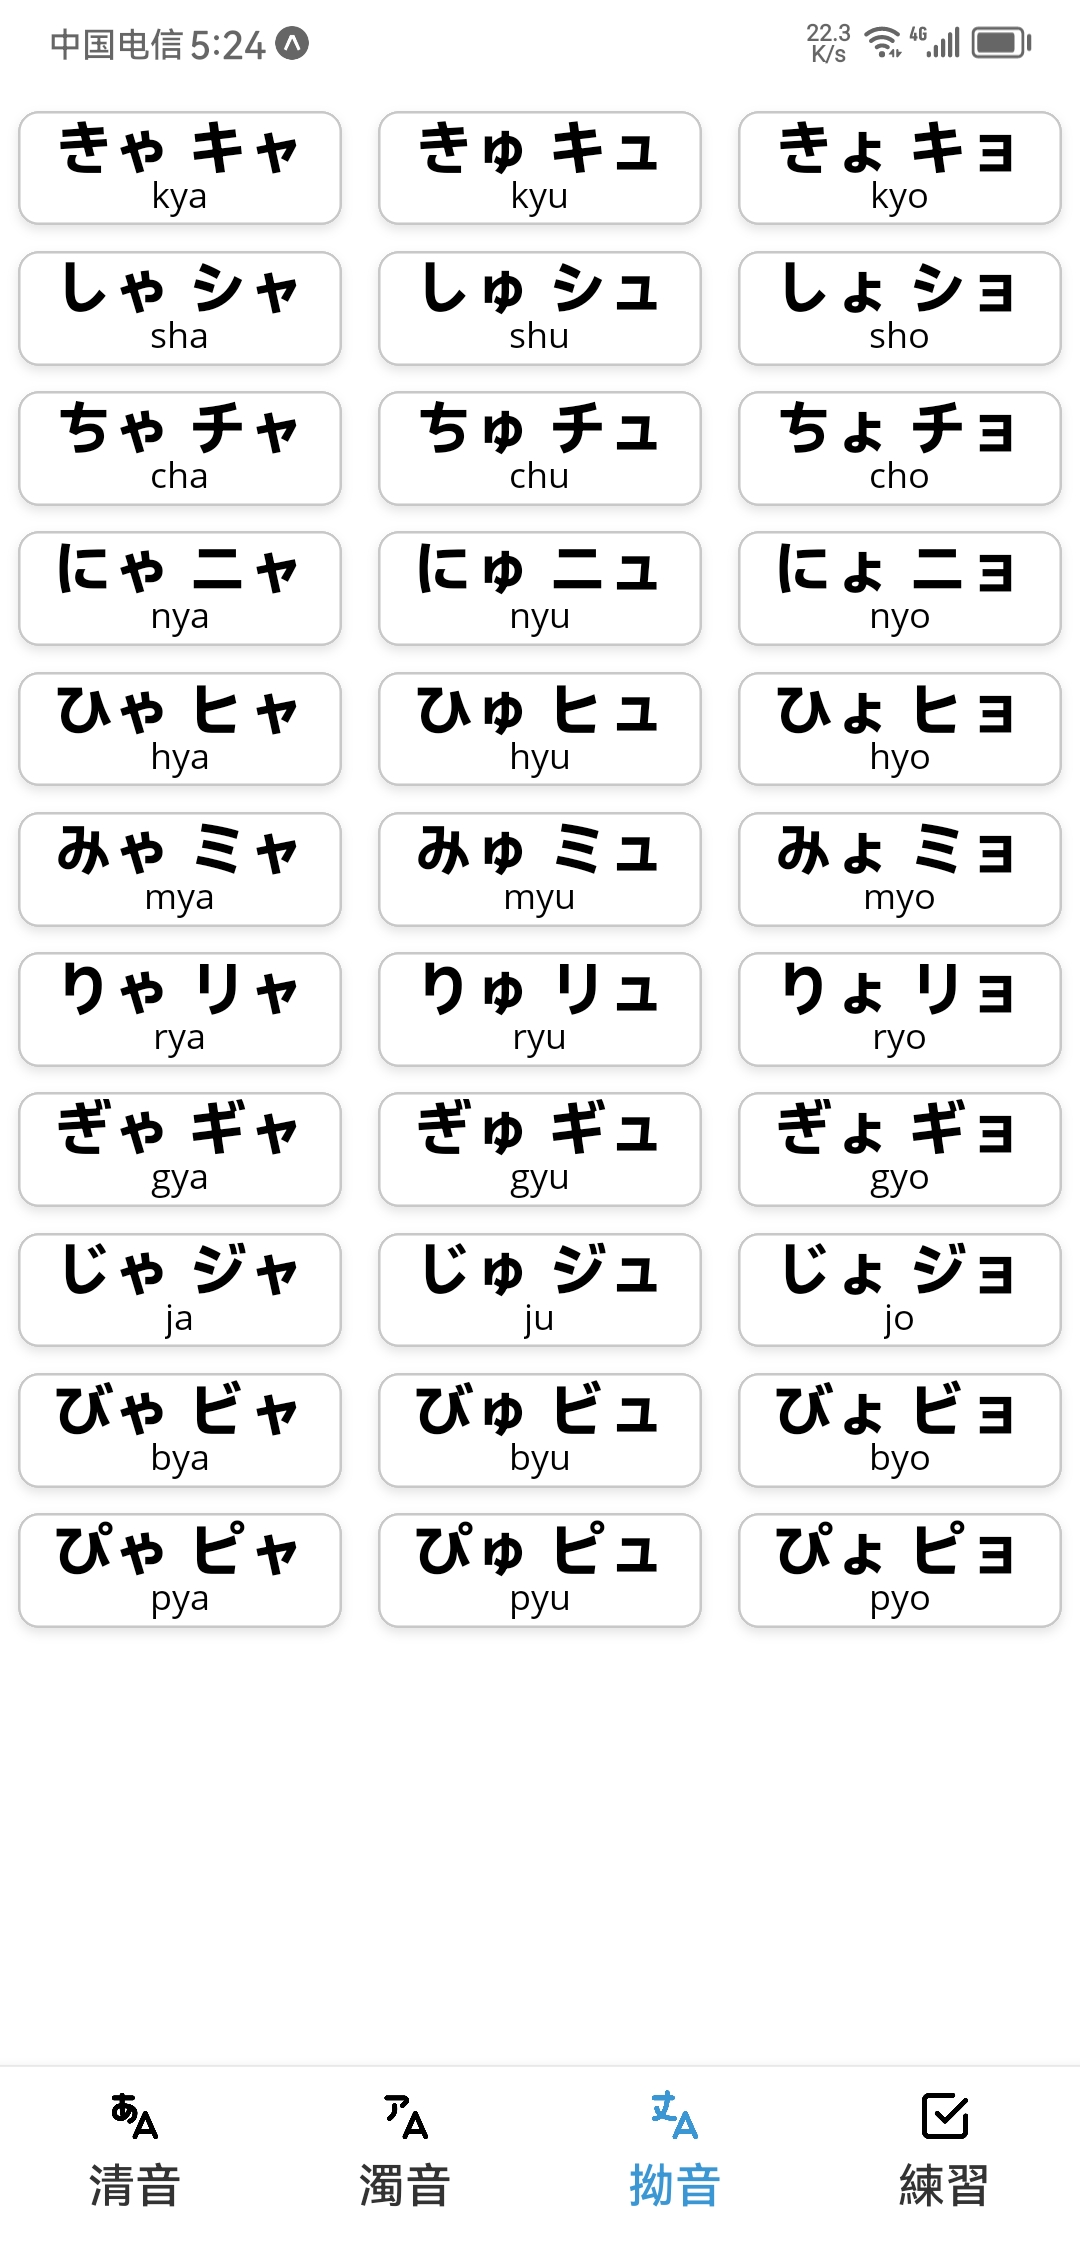 中国电信 5:24
22.3 K/s 4G
きゃ キャ きゅ キュ きょ キョ
kya kyu kyo
しゃ シャ しゅ シュ しょ ショ
sha shu sho
ちゃ チャ ちゅ チュ ちょ チョ
cha chu cho
にゃ ニャ にゅ ニュ にょ ニョ
nya nyu nyo
ひゃ ヒャ ひゅ ヒュ ひょ ヒョ
hya hyu hyo
みゃ ミャ みゅ ミュ みょ ミョ
mya myu myo
りゃ リャ りゅ リュ りょ リョ
rya ryu ryo
ぎゃ ギャ ぎゅ ギュ ぎょ ギョ
gya gyu gyo
じゃ ジャ じゅ ジュ じょ ジョ
ja ju jo
びゃ ビャ びゅ ビュ びょ ビョ
bya byu byo
ぴゃ ピャ ぴゅ ピュ ぴょ ピョ
pya pyu pyo
清音 濁音 拗音 練習